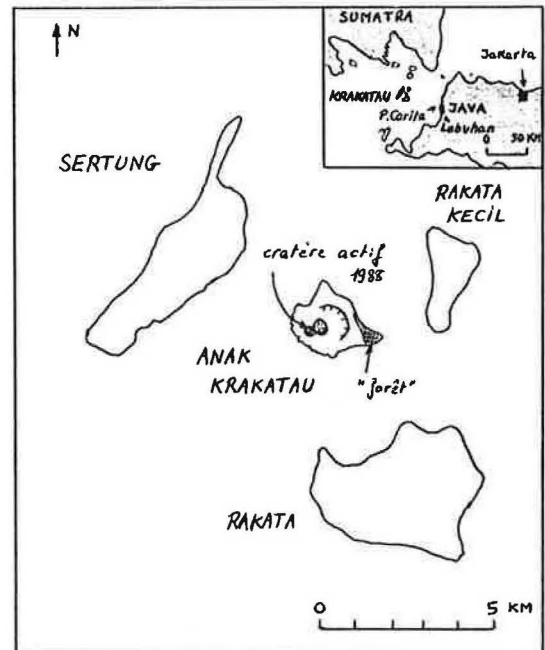 N
SUMATRA
Jakarta
KRAKATAU IS
JAVA
P. Carita
Labuhan
0 50 KM
SERTUNG
RAKATA
KECIL
cratère actif
1988
ANAK
KRAKATAU
"forêt"
RAKATA
0 5 KM